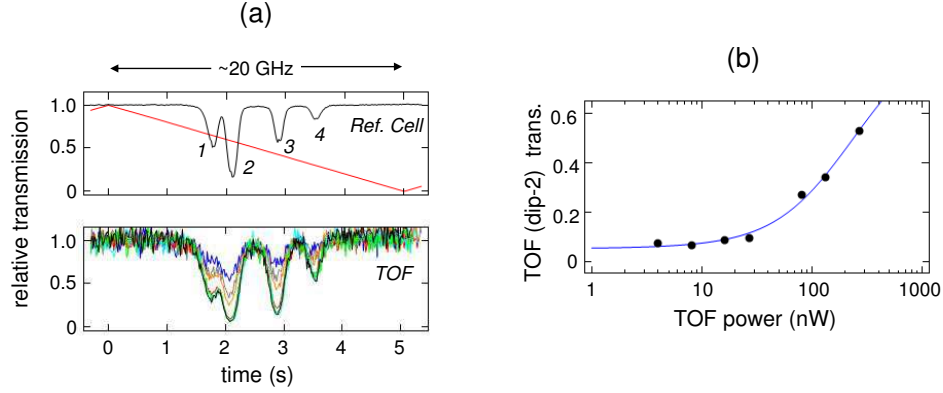 (a)
~20 GHz
relative transmission
1.0
0.5
0
Ref. Cell
1
2
3
4
1.0
0.5
0
TOF
0
1
2
3
4
5
time (s)
(b)
TOF (dip-2) trans.
0.6
0.4
0.2
0
1
10
100
1000
TOF power (nW)